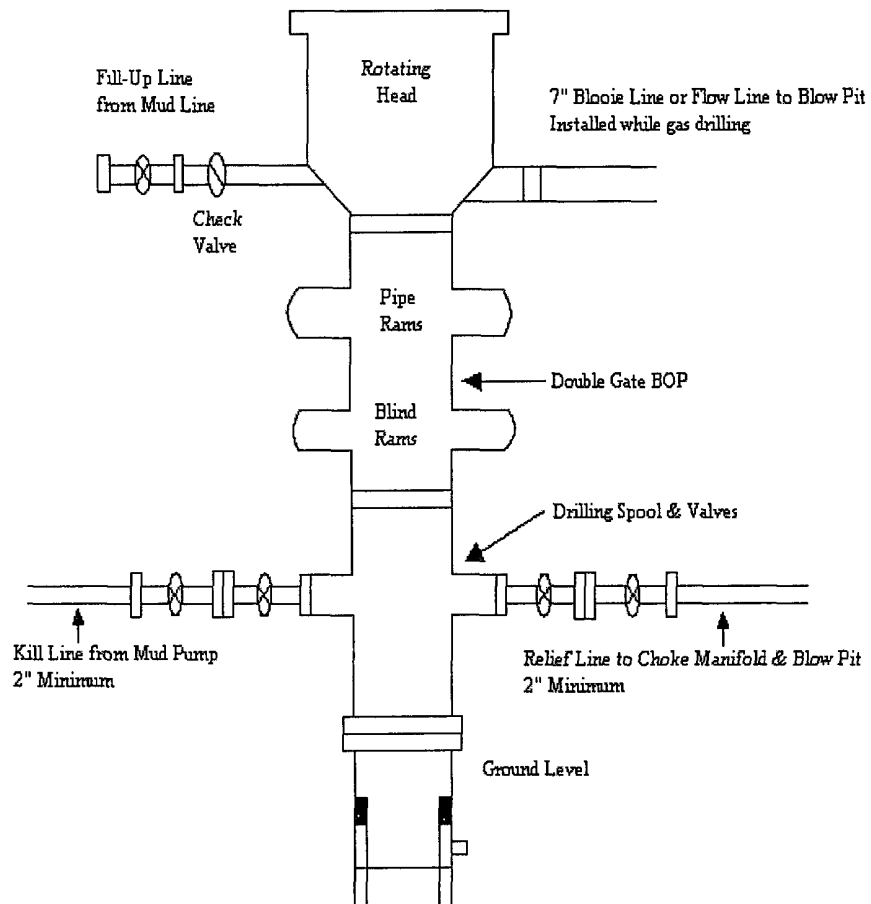 Rotating
Head
Fill-Up Line
from Mud Line
7" Blooie Line or Flow Line to Blow Pit
Installed while gas drilling
Check
Valve
Pipe
Rams
Double Gate BOP
Blind
Rams
Drilling Spool & Valves
Kill Line from Mud Pump
2" Minimum
Relief Line to Choke Manifold & Blow Pit
2" Minimum
Ground Level